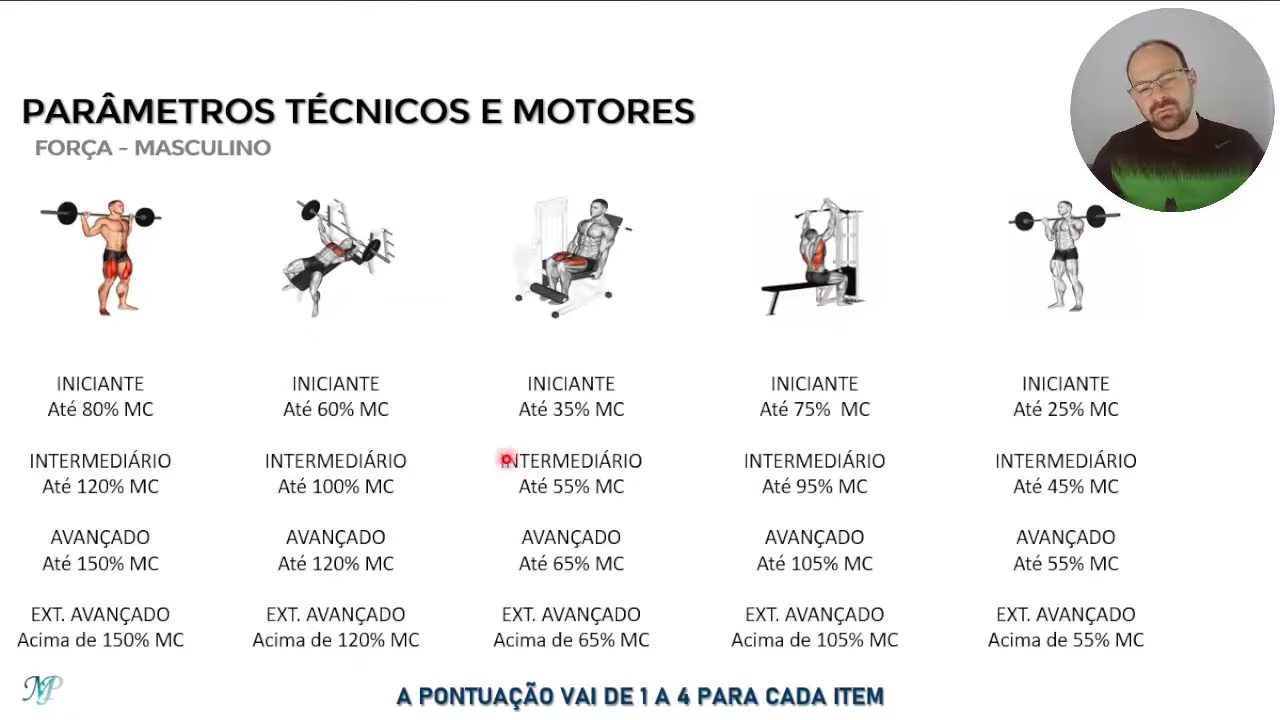 PARÂMETROS TÉCNICOS E MOTORES
FORÇA - MASCULINO
INICIANTE
Até 80% MC
INTERMEDIÁRIO
Até 120% MC
AVANÇADO
Até 150% MC
EXT. AVANÇADO
Acima de 150% MC
INICIANTE
Até 60% MC
INTERMEDIÁRIO
Até 100% MC
AVANÇADO
Até 120% MC
EXT. AVANÇADO
Acima de 120% MC
INICIANTE
Até 35% MC
INTERMEDIÁRIO
Até 55% MC
AVANÇADO
Até 65% MC
EXT. AVANÇADO
Acima de 65% MC
INICIANTE
Até 75% MC
INTERMEDIÁRIO
Até 95% MC
AVANÇADO
Até 105% MC
EXT. AVANÇADO
Acima de 105% MC
INICIANTE
Até 25% MC
INTERMEDIÁRIO
Até 45% MC
AVANÇADO
Até 55% MC
EXT. AVANÇADO
Acima de 55% MC
MP
A PONTUAÇÃO VAI DE 1 A 4 PARA CADA ITEM